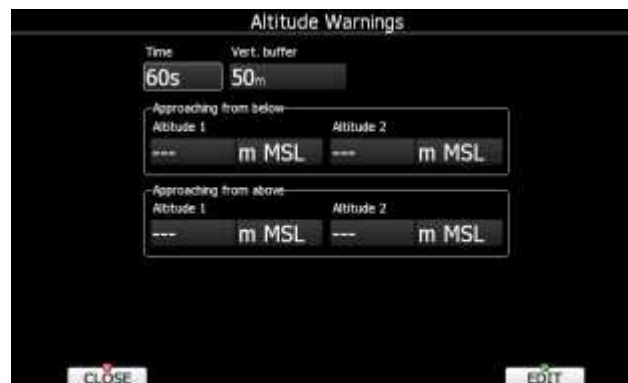 Altitude Warnings
Time Vert. buffer
60s 50m
Approaching from below
Altitude 1 Altitude 2
--- m MSL --- m MSL
Approaching from above
Altitude 1 Altitude 2
--- m MSL --- m MSL
CLOSE EDIT